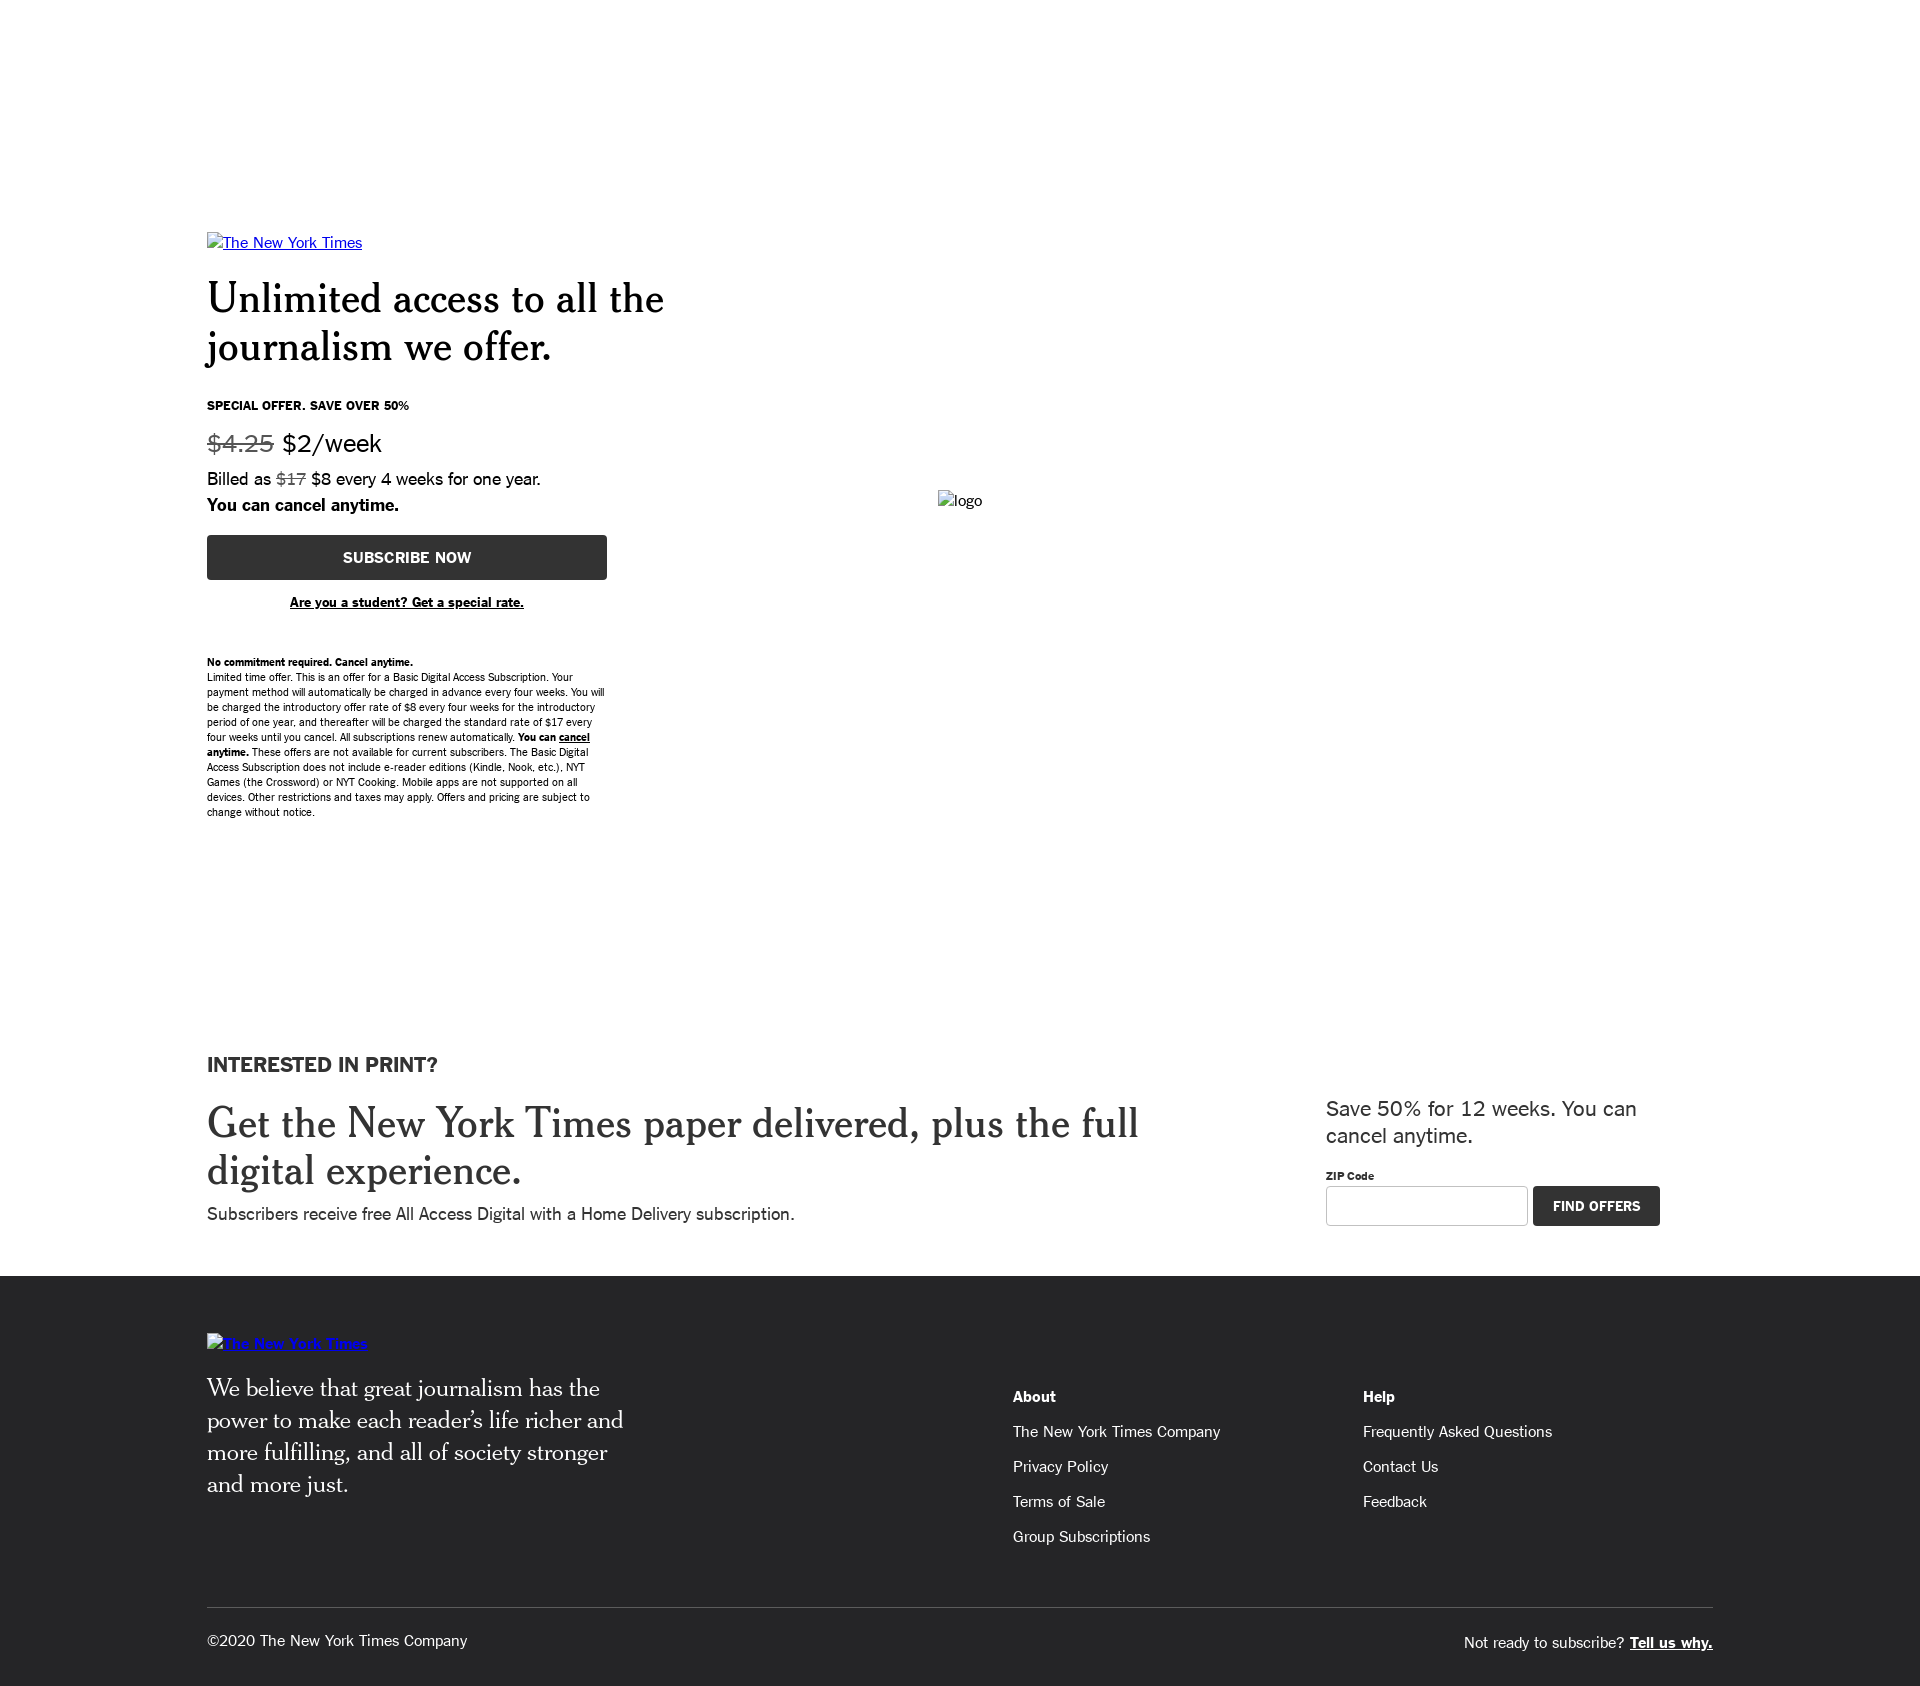 The New York Times
Unlimited access to all the
journalism we offer.
SPECIAL OFFER. SAVE OVER 50%
$4.25 $2/week
Billed as $17 $8 every 4 weeks for one year.
You can cancel anytime.
logo
SUBSCRIBE NOW
Are you a student? Get a special rate.
No commitment required. Cancel anytime.
Limited time offer. This is an offer for a Basic Digital Access Subscription. Your
payment method will automatically be charged in advance every four weeks. You will
be charged the introductory offer rate of $8 every four weeks for the introductory
period of one year, and thereafter will be charged the standard rate of $17 every
four weeks until you cancel. All subscriptions renew automatically. You can cancel
anytime. These offers are not available for current subscribers. The Basic Digital
Access Subscription does not include e-reader editions (Kindle, Nook, etc.), NYT
Games (the Crossword) or NYT Cooking. Mobile apps are not supported on all
devices. Other restrictions and taxes may apply. Offers and pricing are subject to
change without notice.
INTERESTED IN PRINT?
Get the New York Times paper delivered, plus the full
digital experience.
Subscribers receive free All Access Digital with a Home Delivery subscription.
Save 50% for 12 weeks. You can
cancel anytime.
ZIP Code
FIND OFFERS
The New York Times
We believe that great journalism has the
power to make each reader’s life richer and
more fulfilling, and all of society stronger
and more just.
About
The New York Times Company
Privacy Policy
Terms of Sale
Group Subscriptions
Help
Frequently Asked Questions
Contact Us
Feedback
©2020 The New York Times Company
Not ready to subscribe? Tell us why.